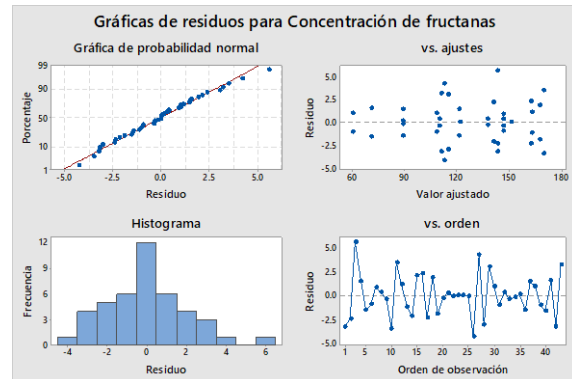 Gráficas de residuos para Concentración de fructanas
Gráfica de probabilidad normal
99
90
50
10
1
Porcentaje
-5.0 -2.5 0.0 2.5 5.0
Residuo
vs. ajustes
5.0
2.5
0.0
-2.5
-5.0
Residuo
60 90 120 150 180
Valor ajustado
Histograma
12
9
6
3
0
Frecuencia
-4 -2 0 2 4 6
Residuo
vs. orden
5.0
2.5
0.0
-2.5
-5.0
Residuo
1 5 10 15 20 25 30 35 40
Orden de observación